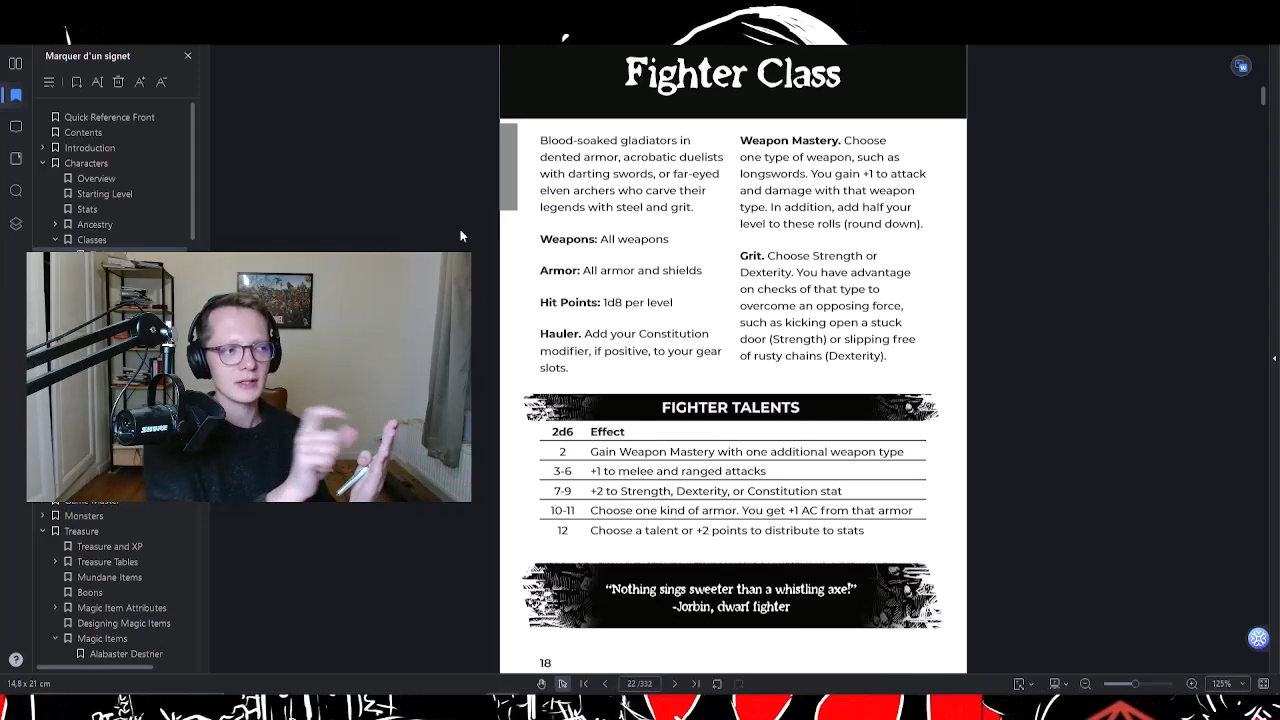 Marquer d'un signet
Quick Reference Front
Contents
Introduction
Characters
Overview
Starting Level
Stats
Ancestry
Classes
SHURE
Monsters
Treasure
Treasure and XP
Treasure Tables
Mundane Items
Boons
Magic Item Attributes
Designing Magic Items
Magic Items
Alabaster Destrier
14,8 x 21 cm
Fighter Class
Blood-soaked gladiators in
dented armor, acrobatic duelists
with darting swords, or far-eyed
elven archers who carve their
legends with steel and grit.
Weapons: All weapons
Armor: All armor and shields
Hit Points: 1d8 per level
Hauler. Add your Constitution
modifier, if positive, to your gear
slots.
Weapon Mastery. Choose
one type of weapon, such as
longswords. You gain +1 to attack
and damage with that weapon
type. In addition, add half your
level to these rolls (round down).
Grit. Choose Strength or
Dexterity. You have advantage
on checks of that type to
overcome an opposing force,
such as kicking open a stuck
door (Strength) or slipping free
of rusty chains (Dexterity).
FIGHTER TALENTS
2d6 Effect
2 Gain Weapon Mastery with one additional weapon type
3-6 +1 to melee and ranged attacks
7-9 +2 to Strength, Dexterity, or Constitution stat
10-11 Choose one kind of armor. You get +1 AC from that armor
12 Choose a talent or +2 points to distribute to stats
“Nothing sings sweeter than a whistling axe!”
-Jorbin, dwarf fighter
18
22 /332
125%